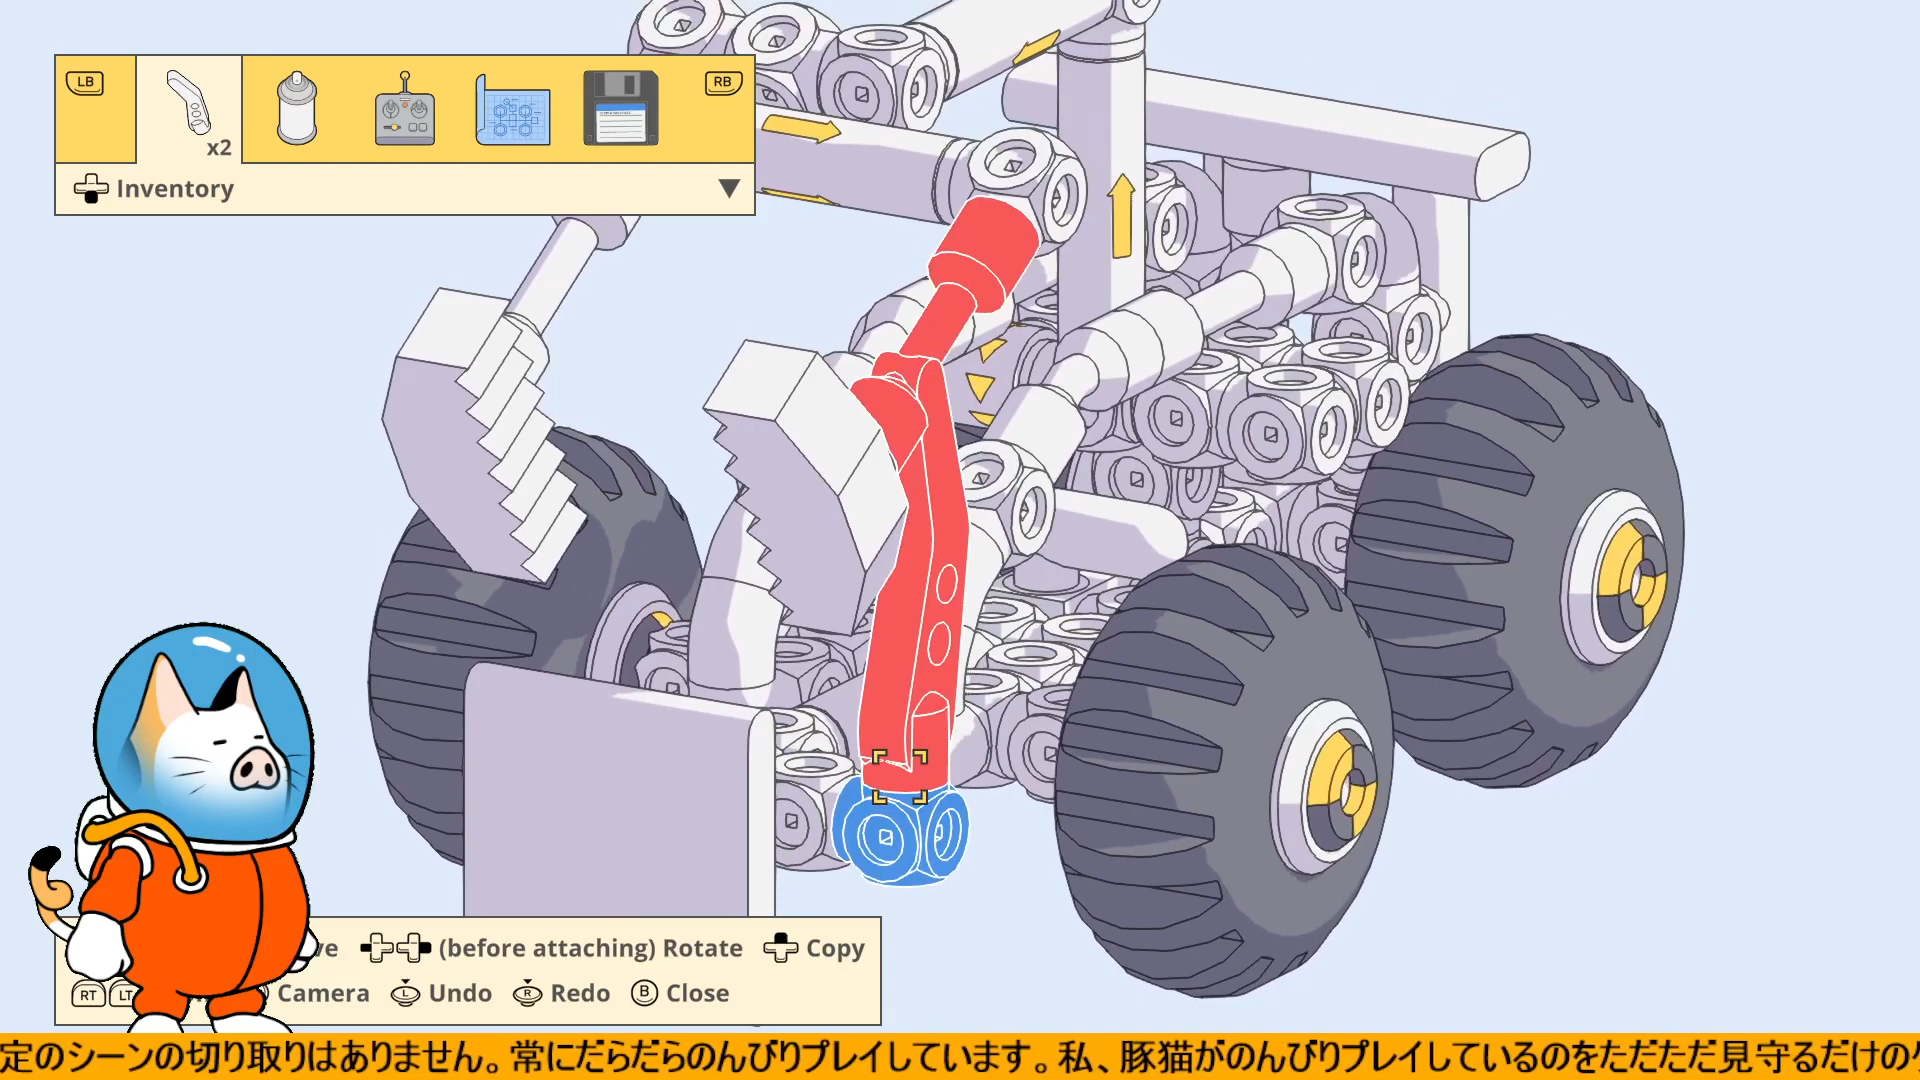 LB
RB
x2
Inventory
ve (before attaching) Rotate Copy
RT LT Camera L Undo R Redo B Close
定のシーンの切り取りはありません。常にだらだらのんびりプレイしています。私、豚猫がのんびりプレイしているのをただただ見守るだけの